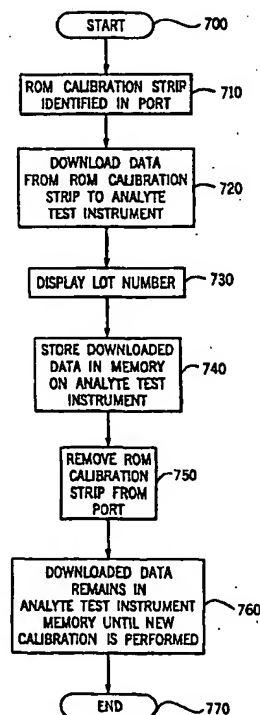 START
700
ROM CALIBRATION STRIP
IDENTIFIED IN PORT
710
DOWNLOAD DATA
FROM ROM CALIBRATION
STRIP TO ANALYTE
TEST INSTRUMENT
720
DISPLAY LOT NUMBER
730
STORE DOWNLOADED
DATA IN MEMORY
ON ANALYTE TEST
INSTRUMENT
740
REMOVE ROM
CALIBRATION
STRIP FROM
PORT
750
DOWNLOADED DATA
REMAINS IN
ANALYTE TEST INSTRUMENT
MEMORY UNTIL NEW
CALIBRATION IS PERFORMED
760
END
770